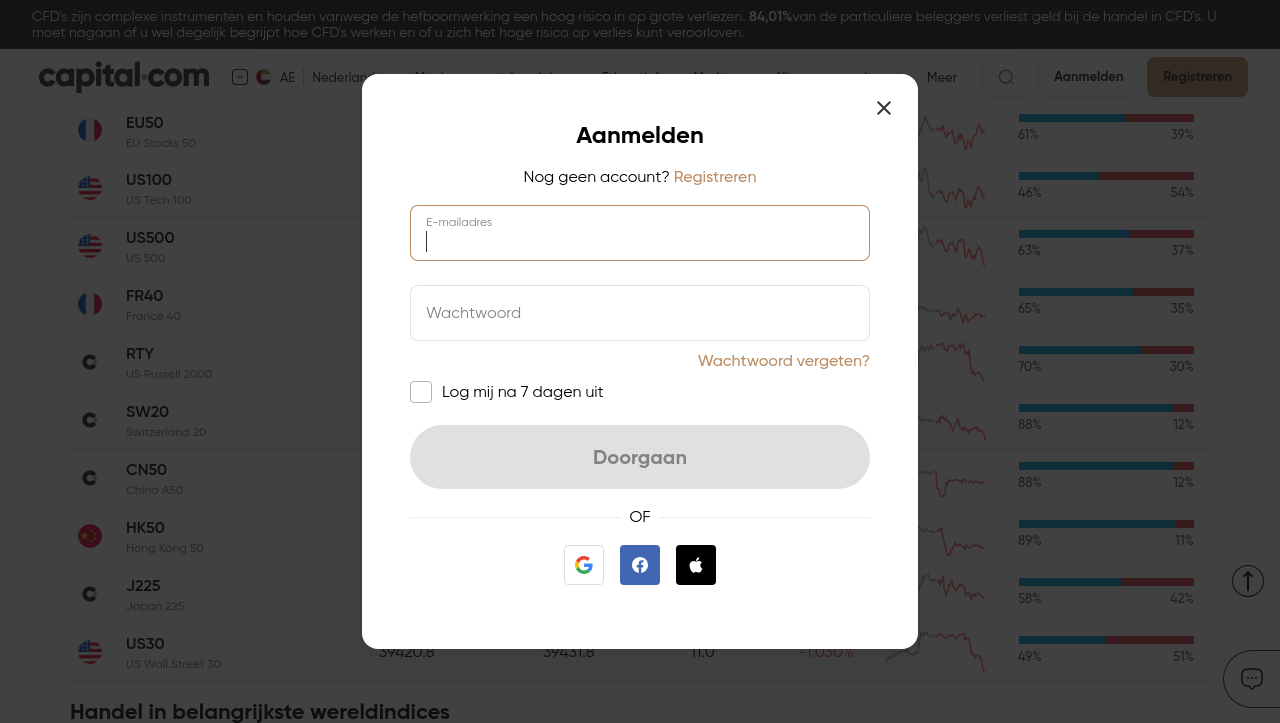 CFD's zijn complexe instrumenten en houden vanwege de hefboomwerking een hoog risico in op grote verliezen. 84,01%van de particuliere beleggers verliest geld bij de handel in CFD's. U
moet nagaan of u wel degelijk begrijpt hoe CFD's werken en of u zich het hoge risico op verlies kunt veroorloven.
capital.com
AE
Meer
Aanmelden
Registreren
EU50
EU Stocks 50
61%
39%
US100
US Tech 100
46%
54%
US500
US 500
63%
37%
FR40
France 40
65%
35%
RTY
US Russell 2000
70%
30%
SW20
Switzerland 20
88%
12%
CN50
China A50
88%
12%
HK50
Hong Kong 50
89%
11%
J225
Japan 225
58%
42%
US30
US Wall Street 30
39420.8
39431.8
11.0
-1.030%
49%
51%
Handel in belangrijkste wereldindices
Aanmelden
Nog geen account? Registreren
E-mailadres
Wachtwoord
Wachtwoord vergeten?
Log mij na 7 dagen uit
Doorgaan
OF